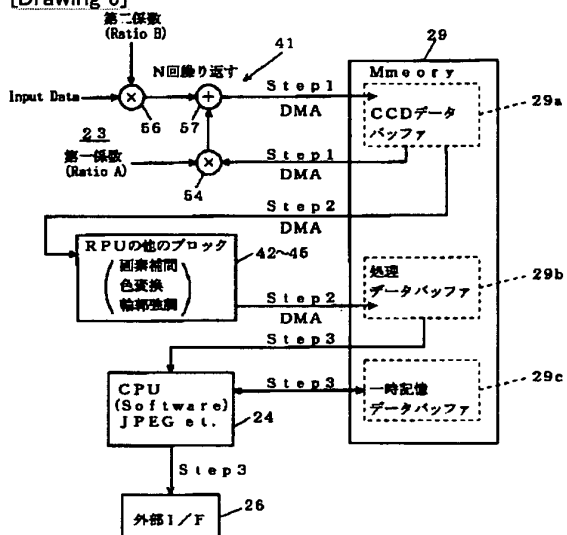 [Drawing 6]
第二係数
(Ratio B)
N回繰り返す
41
29
Input Data
56
57
Step1
DMA
Mmeory
CCDデータ
バッファ
29a
23
第一係数
(Ratio A)
54
Step1
DMA
Step2
DMA
RPUの他のブロック
画素補間
色変換
輪郭強調
42~45
Step2
DMA
処理
データバッファ
29b
Step3
CPU
(Software)
JPEG et.
24
Step3
一時記憶
データバッファ
29c
Step3
外部I/F
26